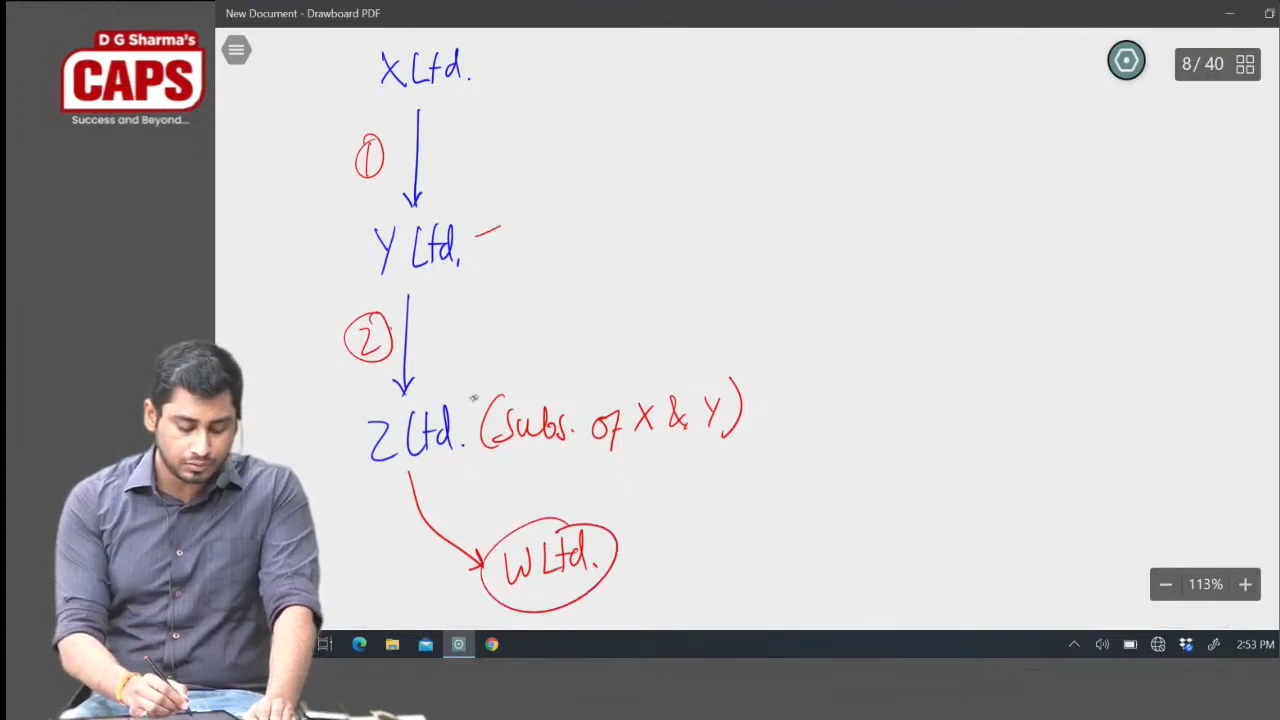 New Document - Drawboard PDF
D G Sharma's
CAPS
Success and Beyond...
8/40
X Ltd.
1
Y Ltd.
2
Z Ltd. (Subs. of X & Y)
W Ltd.
113%
2:53 PM